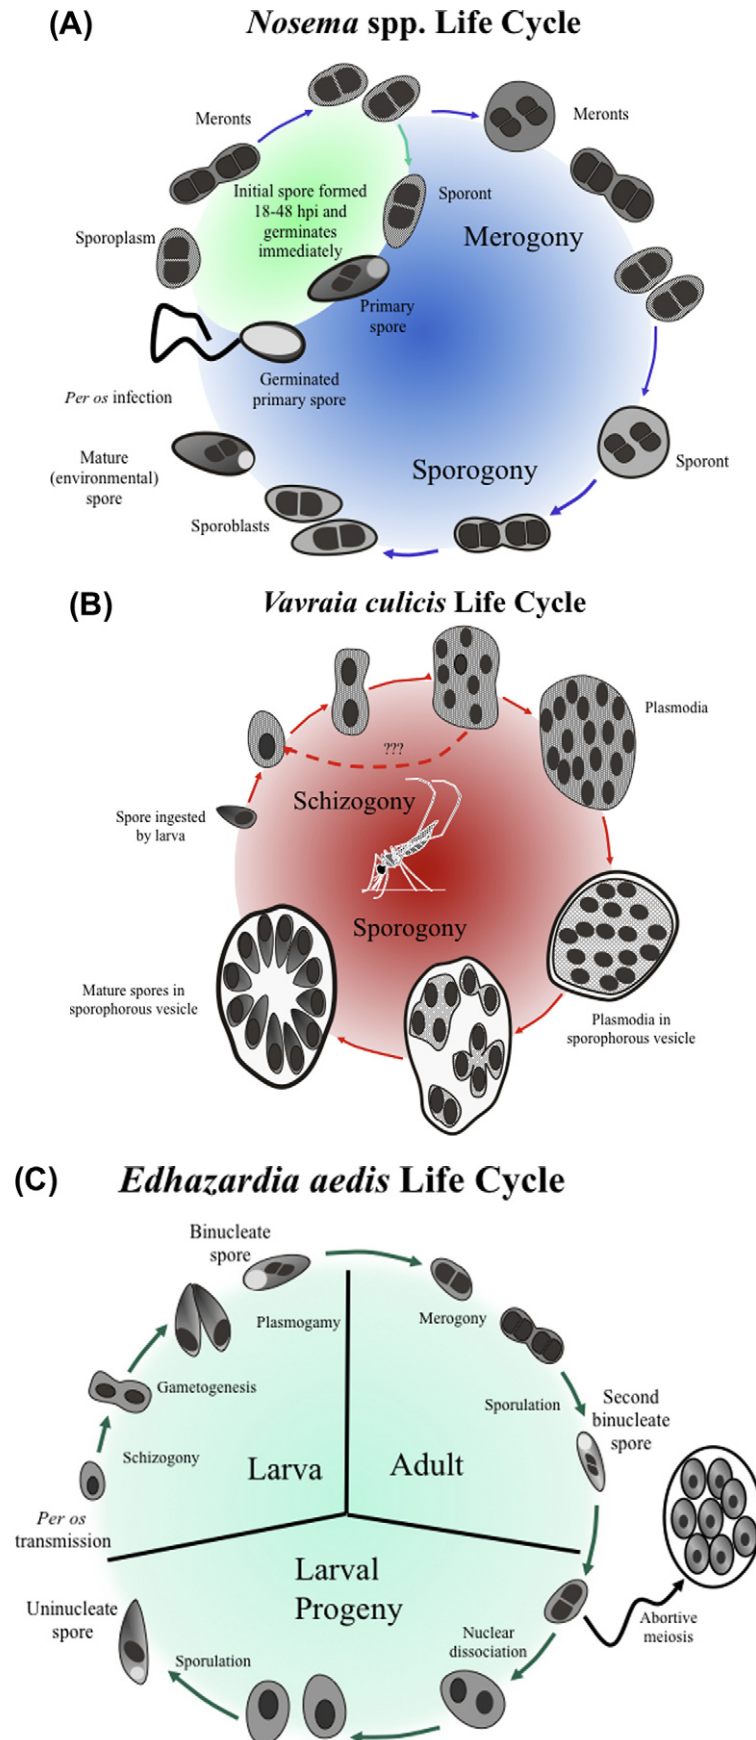 (A)
Nosema spp. Life Cycle
Meronts
Meronts
Initial spore formed
18-48 hpi and
germinates
immediately
Sporont
Sporoplasm
Merogony
Primary
spore
Germinated
primary spore
Per os infection
Mature
(environmental)
spore
Sporogony
Sporont
Sporoblasts
(B)
Vavraia culicis Life Cycle
Plasmodia
???
Schizogony
Spore ingested
by larva
Sporogony
Mature spores in
sporophorous vesicle
Plasmodia in
sporophorous vesicle
(C)
Edhazardia aedis Life Cycle
Binucleate
spore
Plasmogamy
Merogony
Gametogenesis
Sporulation
Second
binucleate
spore
Schizogony
Larva
Adult
Per os
transmission
Larval
Progeny
Uninucleate
spore
Nuclear
dissociation
Abortive
meiosis
Sporulation